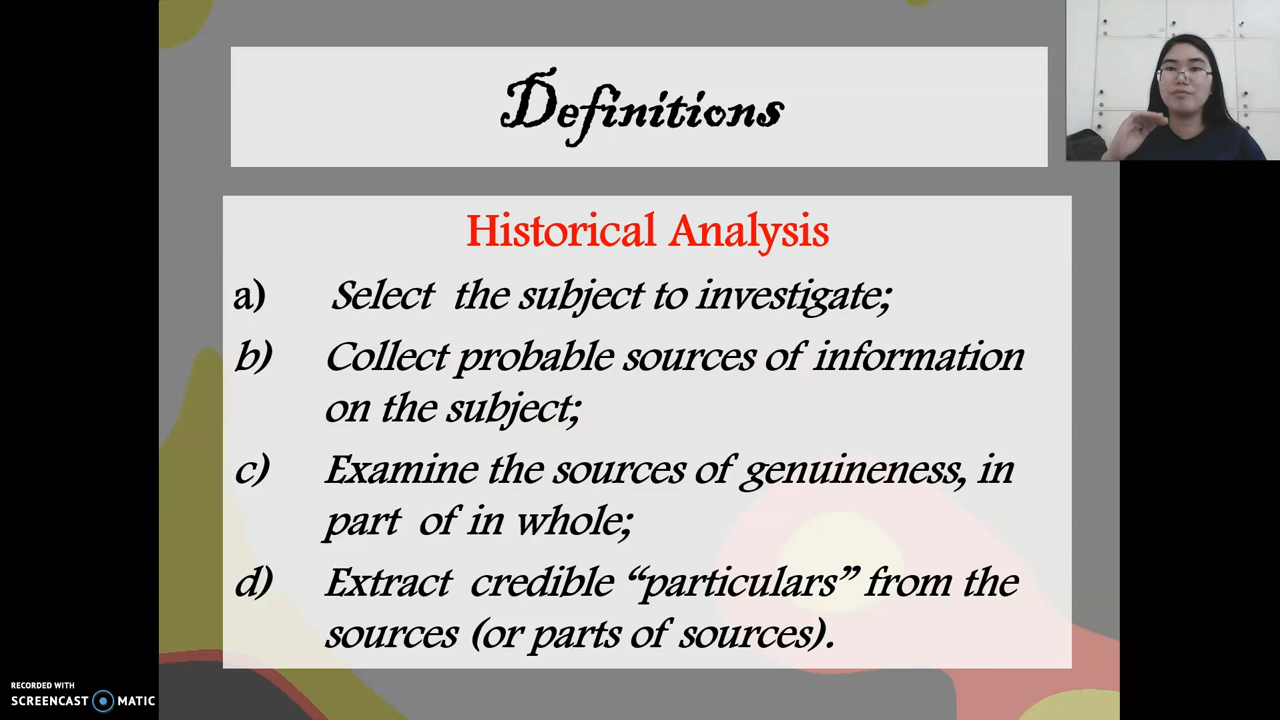 Definitions
Historical Analysis
a) Select the subject to investigate;
b) Collect probable sources of information
on the subject;
c) Examine the sources of genuineness, in
part of in whole;
d) Extract credible “particulars” from the
sources (or parts of sources).
RECORDED WITH
SCREENCAST MATIC